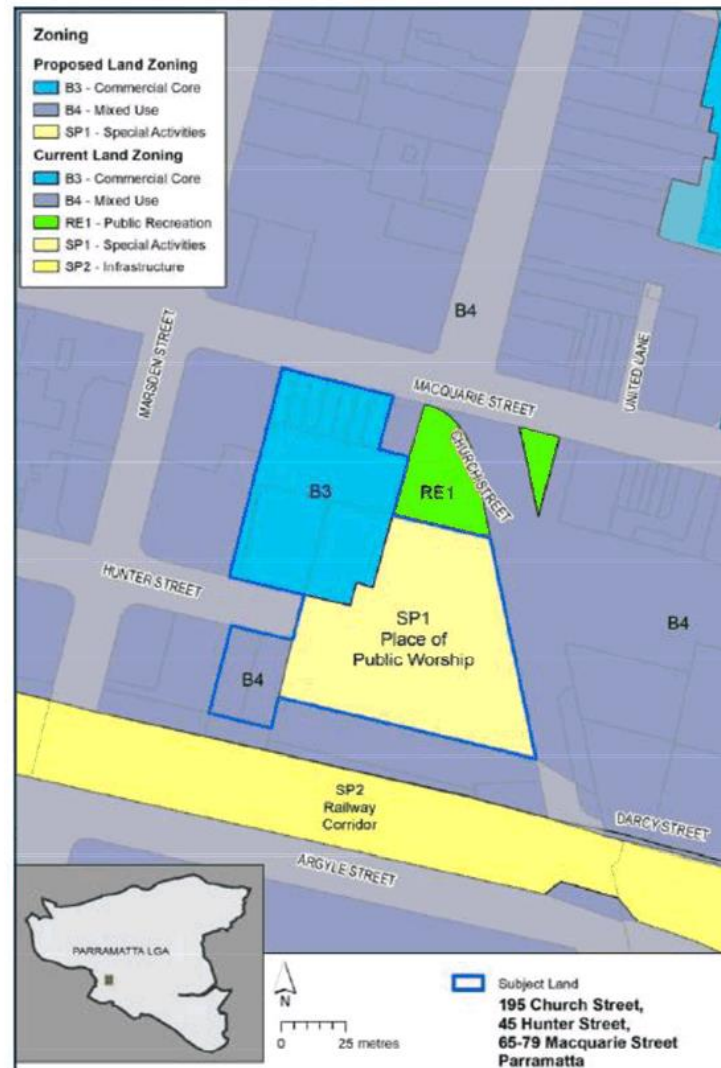 Zoning
Proposed Land Zoning
B3 - Commercial Core
B4 - Mixed Use
SP1 - Special Activities
Current Land Zoning
B3 - Commercial Core
B4 - Mixed Use
RE1 - Public Recreation
SP1 - Special Activities
SP2 - Infrastructure
B4
MARSDEN STREET
UNITED LANE
MACQUARIE STREET
CHURCH STREET
B3
RE1
HUNTER STREET
SP1
Place of
Public Worship
B4
B4
SP2
Railway
Corridor
DARCY STREET
ARGYLE STREET
PARRAMATTA LGA
N
0 25 metres
Subject Land
195 Church Street,
45 Hunter Street,
65-79 Macquarie Street
Parramatta